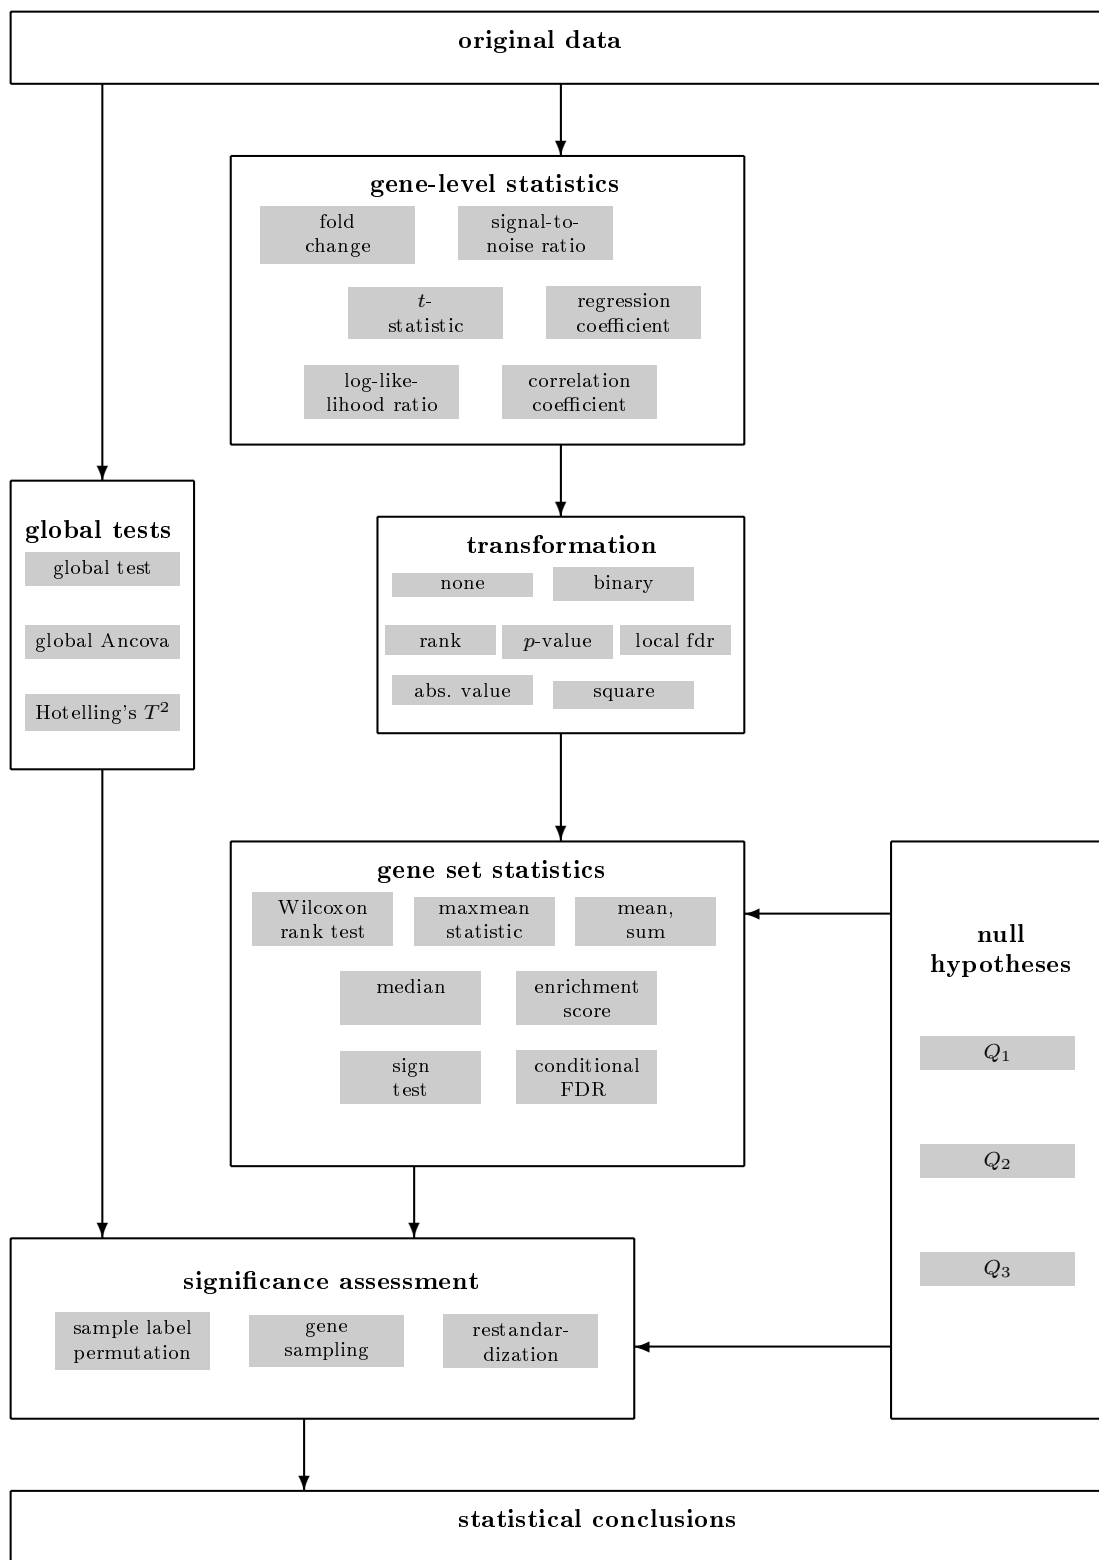 original data
gene-level statistics
fold
change
signal-to-
noise ratio
t-
statistic
regression
coefficient
log-like-
lihood ratio
correlation
coefficient
global tests
global test
global Ancova
Hotelling's T²
transformation
none
binary
rank
p-value
local fdr
abs. value
square
gene set statistics
Wilcoxon
rank test
maxmean
statistic
mean,
sum
median
enrichment
score
sign
test
conditional
FDR
null
hypotheses
Q₁
Q₂
Q₃
significance assessment
sample label
permutation
gene
sampling
restandar-
dization
statistical conclusions